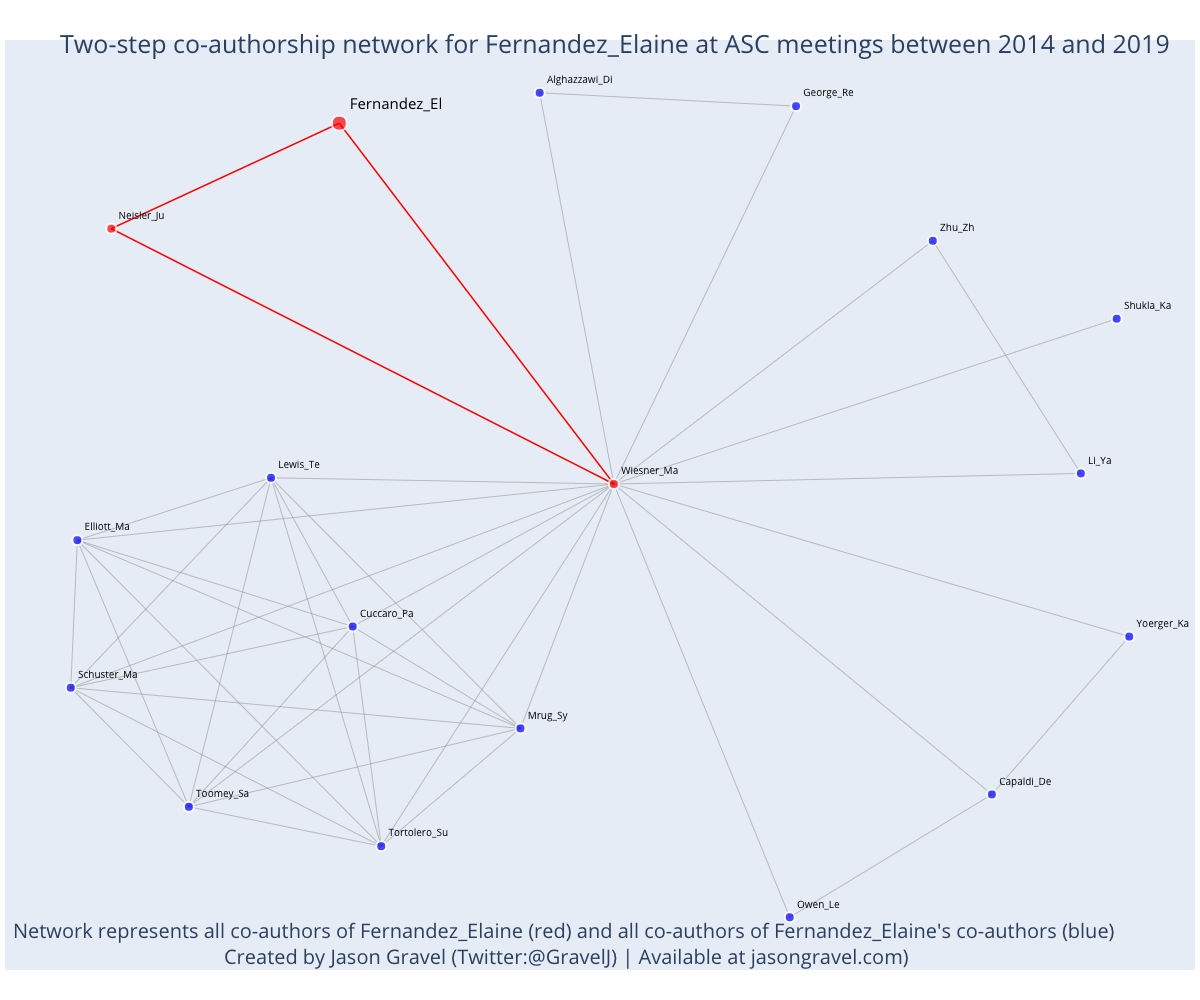 Two-step co-authorship network for Fernandez_Elaine at ASC meetings between 2014 and 2019
Alghazzawi_Di
George_Re
Fernandez_El
Neisler_Ju
Zhu_Zh
Shukla_Ka
Lewis_Te
Wiesner_Ma
Li_Ya
Elliott_Ma
Cuccaro_Pa
Yoerger_Ka
Schuster_Ma
Mrug_Sy
Capaldi_De
Toomey_Sa
Tortolero_Su
Owen_Le
Network represents all co-authors of Fernandez_Elaine (red) and all co-authors of Fernandez_Elaine's co-authors (blue)
Created by Jason Gravel (Twitter:@GravelJ) | Available at jasongravel.com)